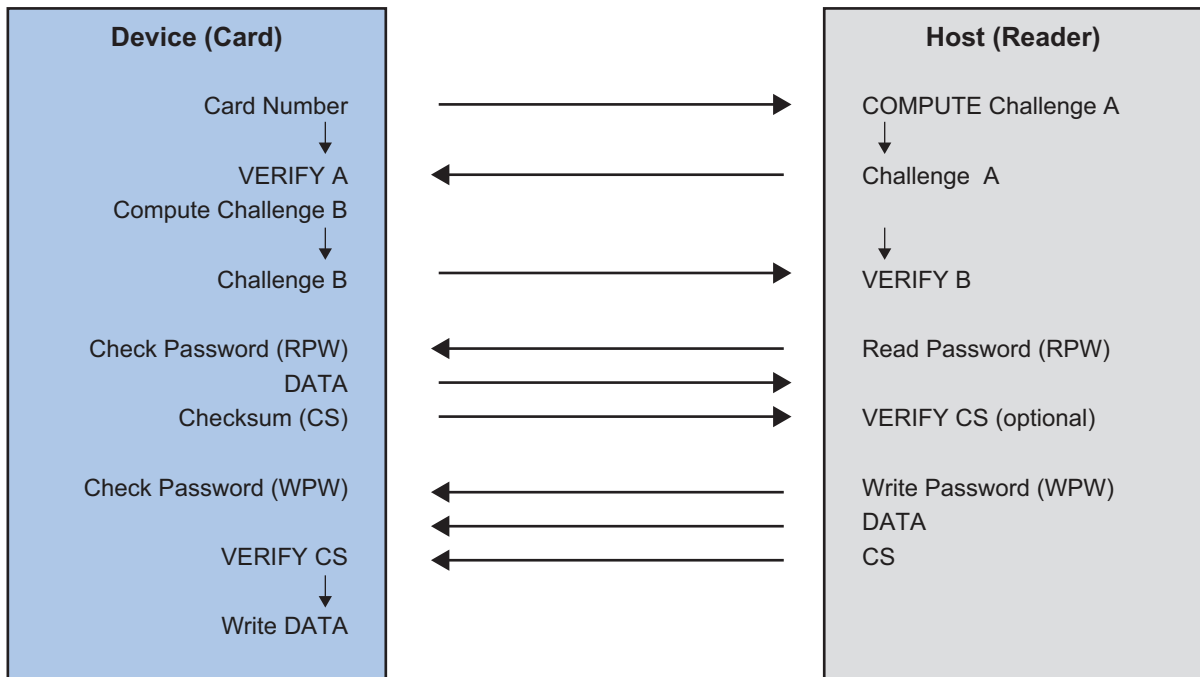 Device (Card)
Host (Reader)
Card Number
COMPUTE Challenge A
VERIFY A
Challenge A
Compute Challenge B
Challenge B
VERIFY B
Check Password (RPW)
Read Password (RPW)
DATA
Checksum (CS)
VERIFY CS (optional)
Check Password (WPW)
Write Password (WPW)
DATA
VERIFY CS
CS
Write DATA